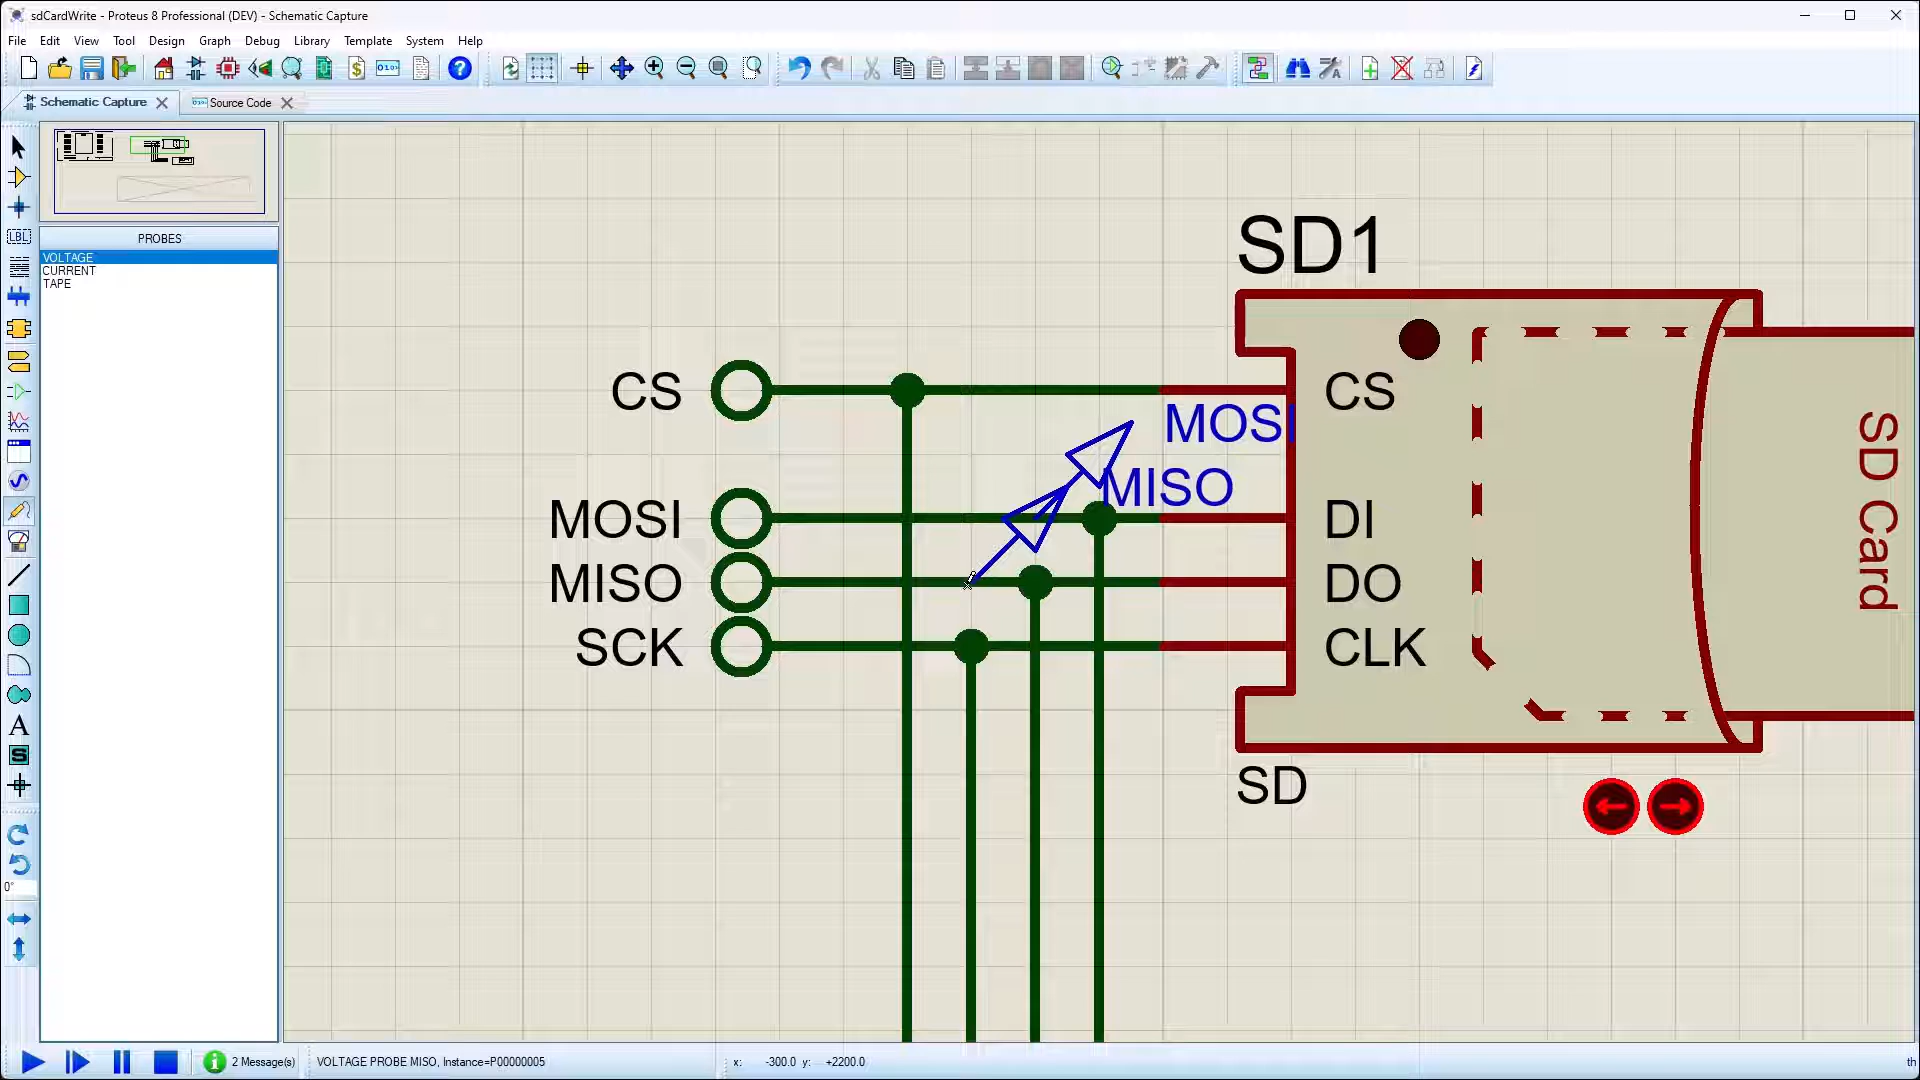 sdCardWrite - Proteus 8 Professional (DEV) - Schematic Capture
File Edit View Tool Design Graph Debug Library Template System Help
Schematic Capture Source Code
LBL
PROBES
VOLTAGE
CURRENT
TAPE
SD1
CS CS
MOSI
MISO
MOSI DI
MISO DO
SCK CLK
SD Card
SD
A
S
0°
2 Message(s) VOLTAGE PROBE MISO, Instance=P00000005 x: -300.0 y: +2200.0 th